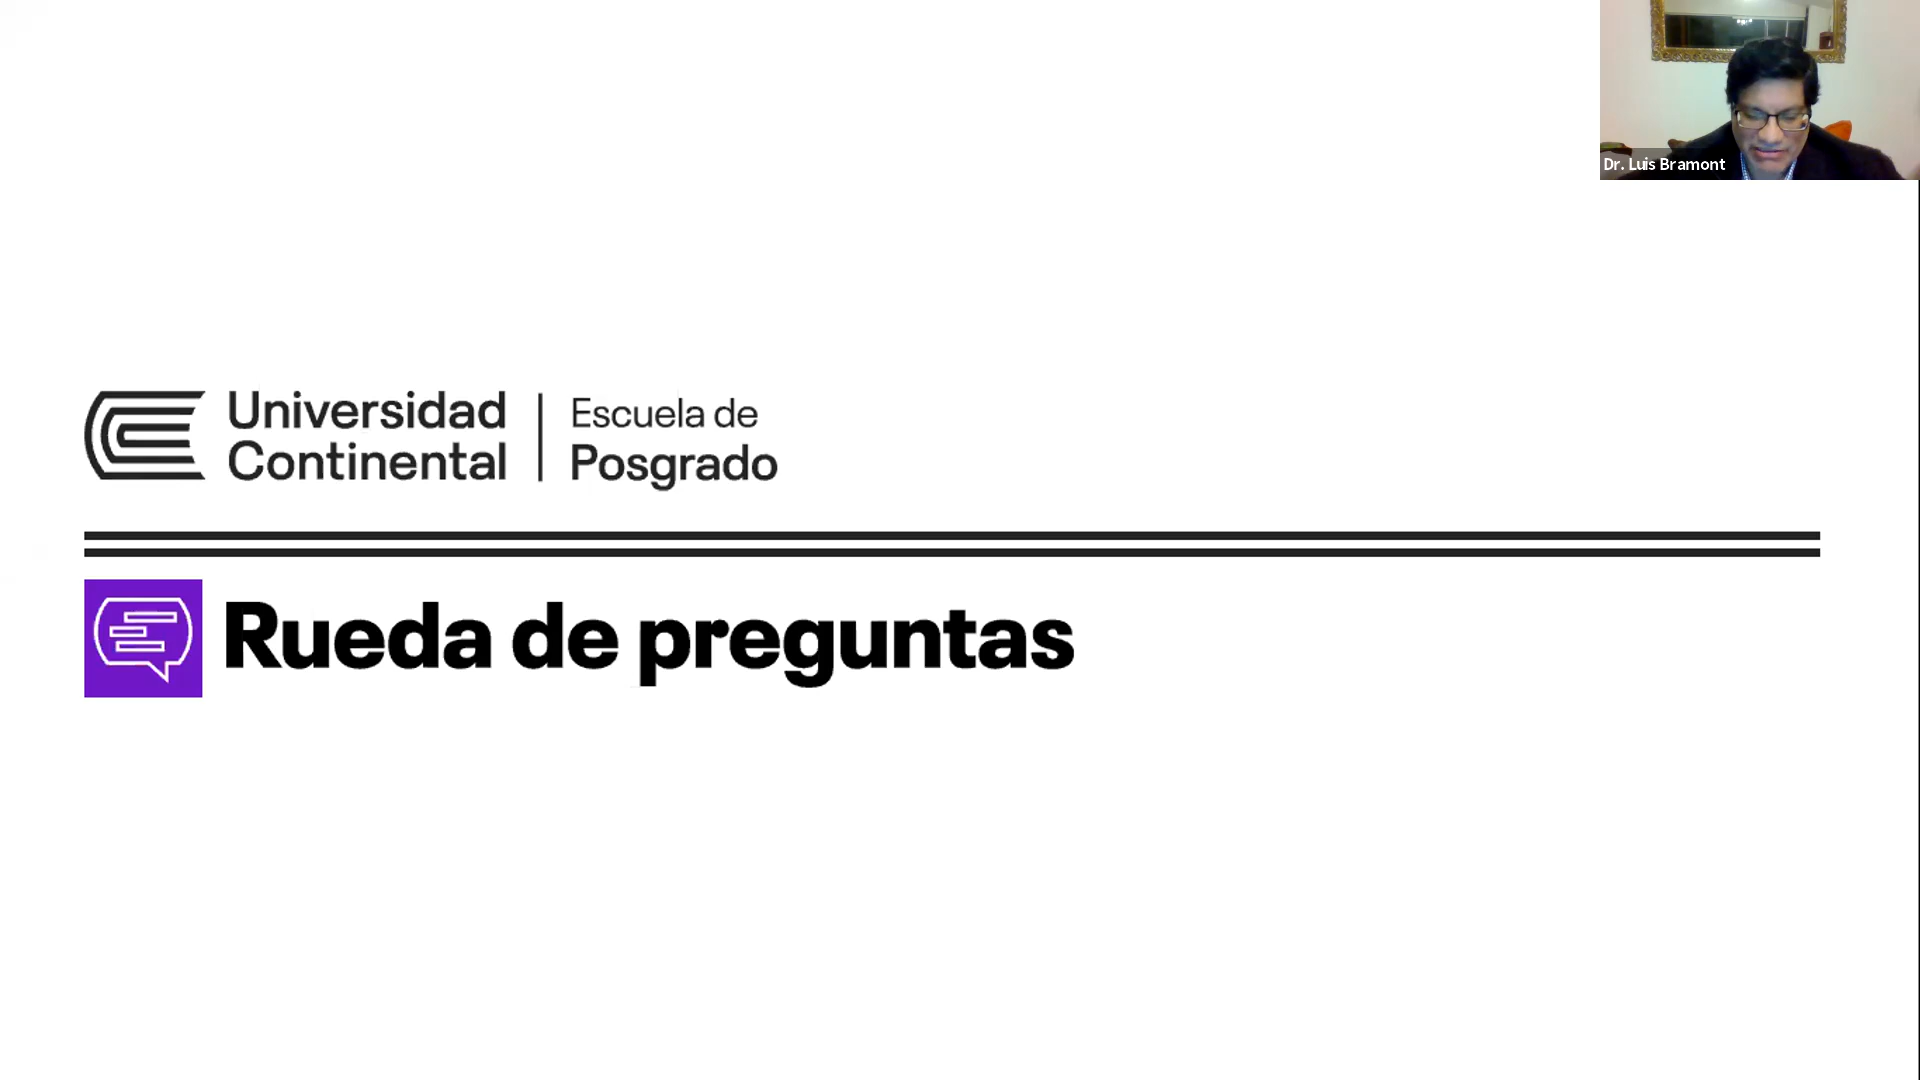 Dr. Luis Bramont
Universidad
Continental
Escuela de
Posgrado
Rueda de preguntas